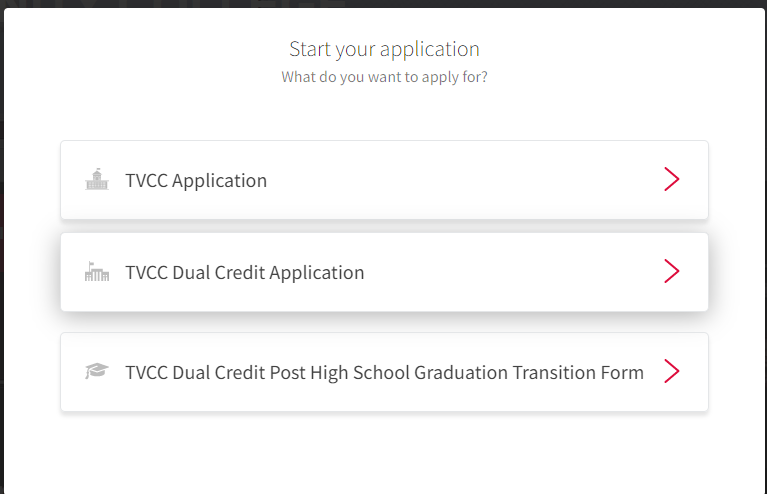 Start your application
What do you want to apply for?
TVCC Application
TVCC Dual Credit Application
TVCC Dual Credit Post High School Graduation Transition Form